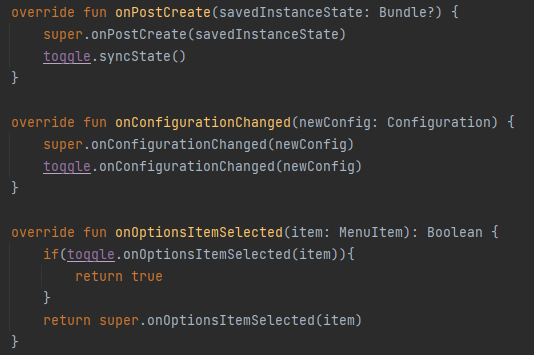 override fun onPostCreate(savedInstanceState: Bundle?) {
    super.onPostCreate(savedInstanceState)
    toggle.syncState()
}

override fun onConfigurationChanged(newConfig: Configuration) {
    super.onConfigurationChanged(newConfig)
    toggle.onConfigurationChanged(newConfig)
}

override fun onOptionsItemSelected(item: MenuItem): Boolean {
    if(toggle.onOptionsItemSelected(item)){
        return true
    }
    return super.onOptionsItemSelected(item)
}